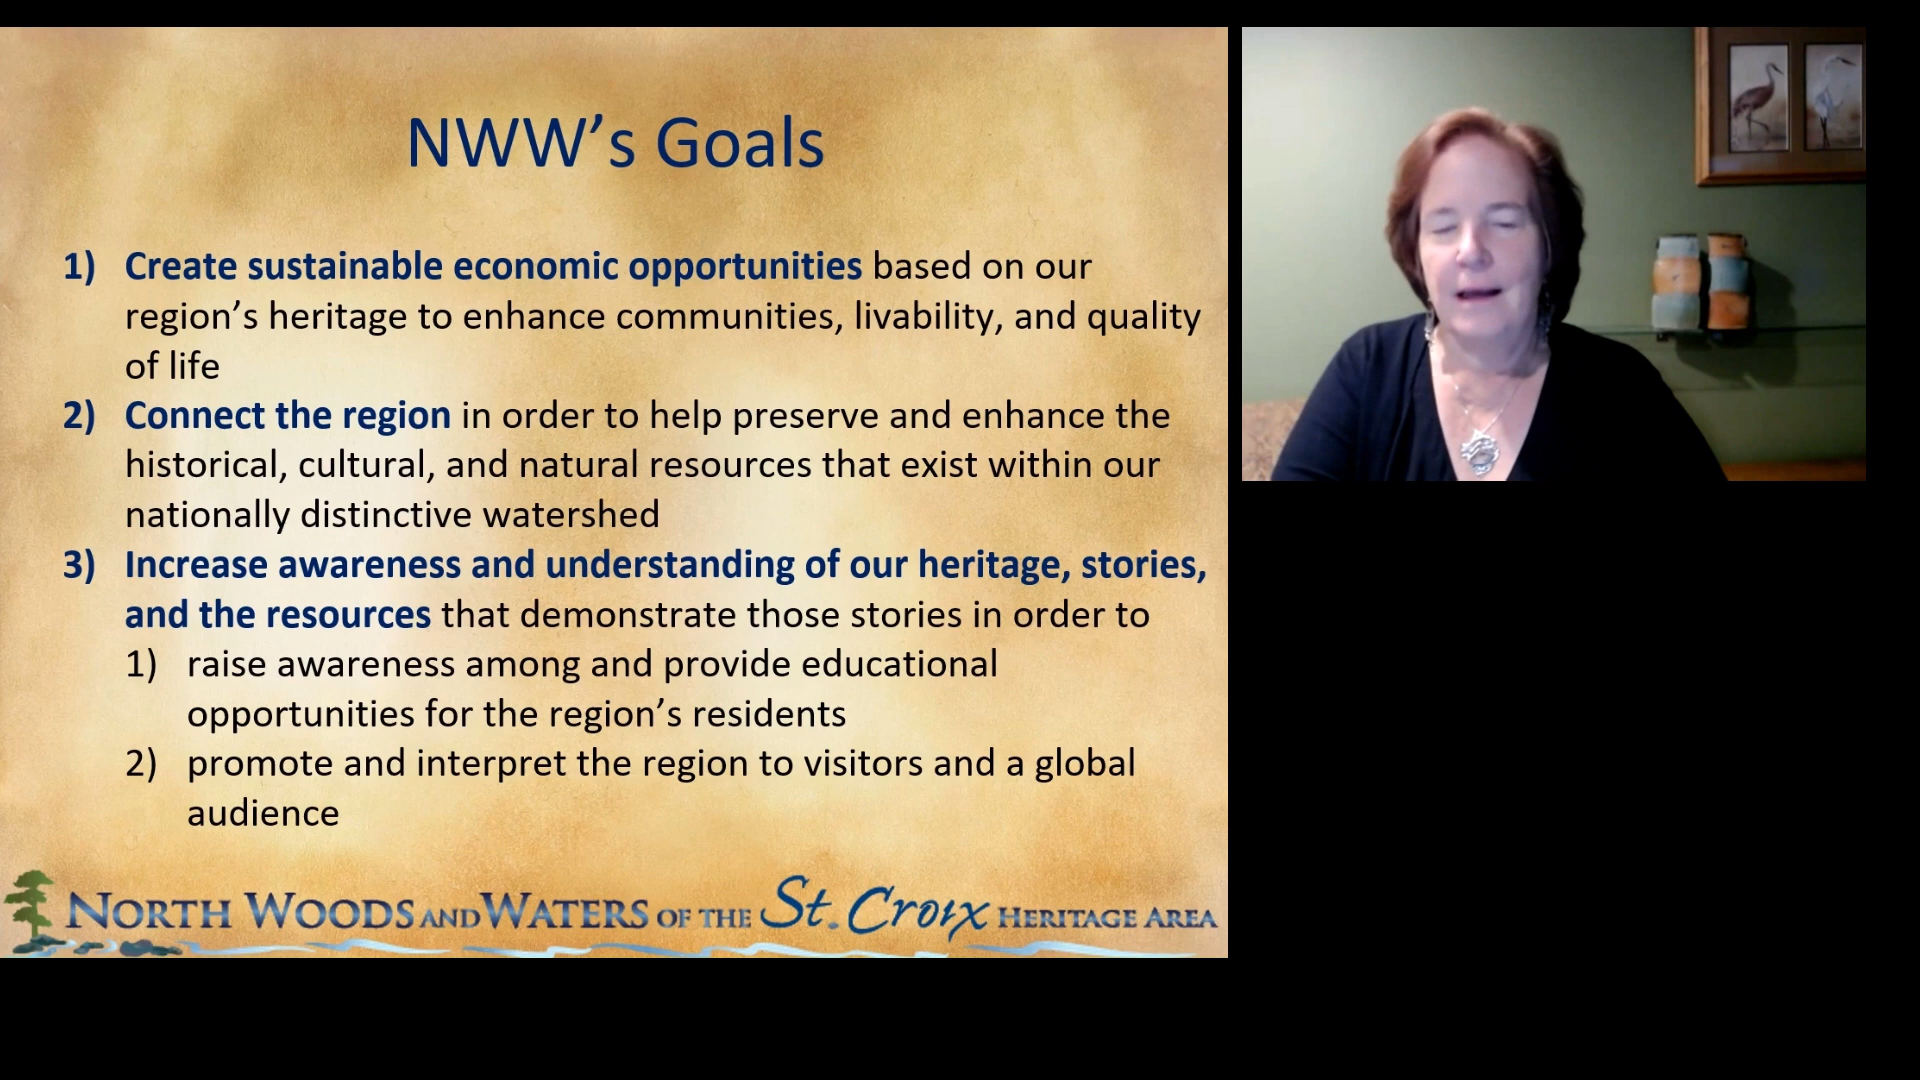 NWW’s Goals
1) Create sustainable economic opportunities based on our
region’s heritage to enhance communities, livability, and quality
of life
2) Connect the region in order to help preserve and enhance the
historical, cultural, and natural resources that exist within our
nationally distinctive watershed
3) Increase awareness and understanding of our heritage, stories,
and the resources that demonstrate those stories in order to
1) raise awareness among and provide educational
opportunities for the region’s residents
2) promote and interpret the region to visitors and a global
audience
NORTH WOODS AND WATERS OF THE St. Croix HERITAGE AREA